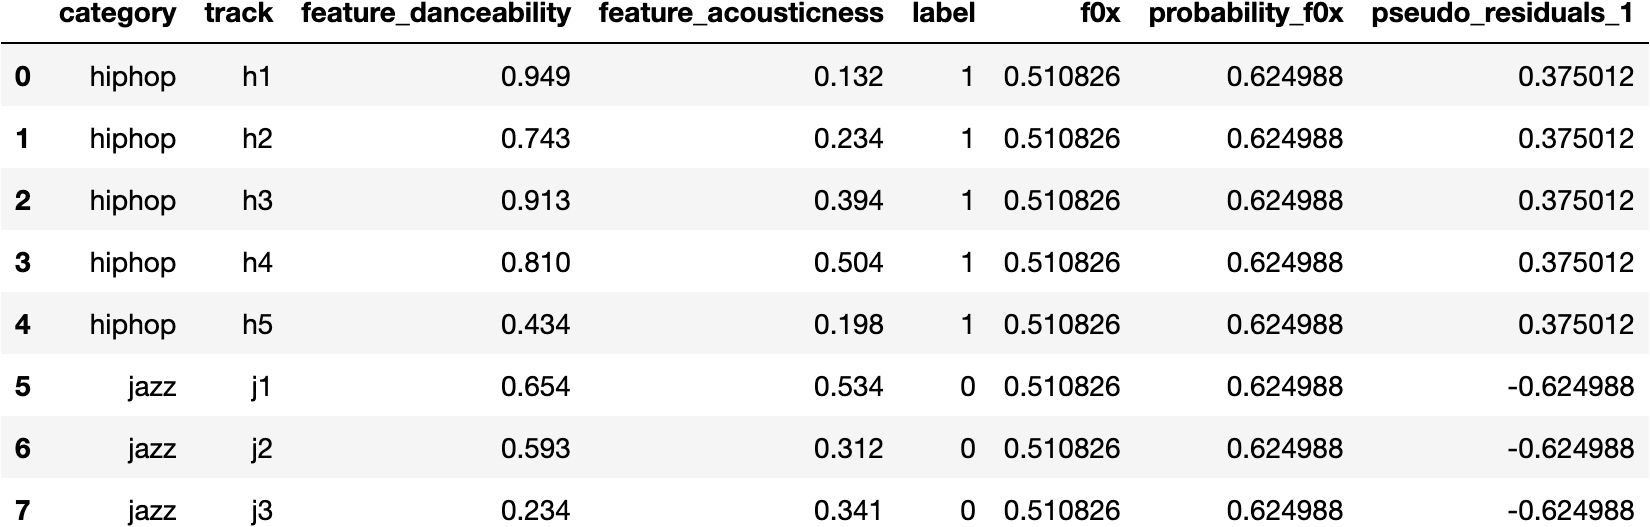 category track feature_danceability feature_acousticness label f0x probability_f0x pseudo_residuals_1
0 hiphop h1 0.949 0.132 1 0.510826 0.624988 0.375012
1 hiphop h2 0.743 0.234 1 0.510826 0.624988 0.375012
2 hiphop h3 0.913 0.394 1 0.510826 0.624988 0.375012
3 hiphop h4 0.810 0.504 1 0.510826 0.624988 0.375012
4 hiphop h5 0.434 0.198 1 0.510826 0.624988 0.375012
5 jazz j1 0.654 0.534 0 0.510826 0.624988 -0.624988
6 jazz j2 0.593 0.312 0 0.510826 0.624988 -0.624988
7 jazz j3 0.234 0.341 0 0.510826 0.624988 -0.624988